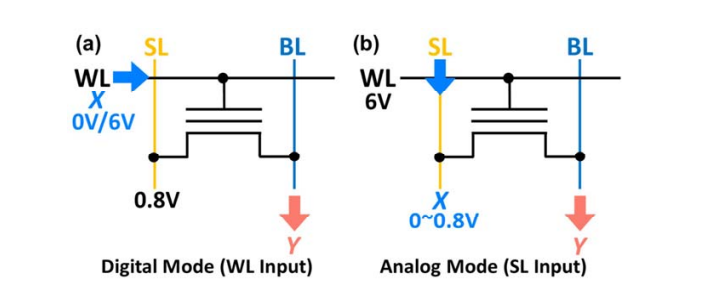 (a) SL BL
WL
X
0V/6V
0.8V
Y
Digital Mode (WL Input)
(b) SL BL
WL
6V
X
0~0.8V
Y
Analog Mode (SL Input)